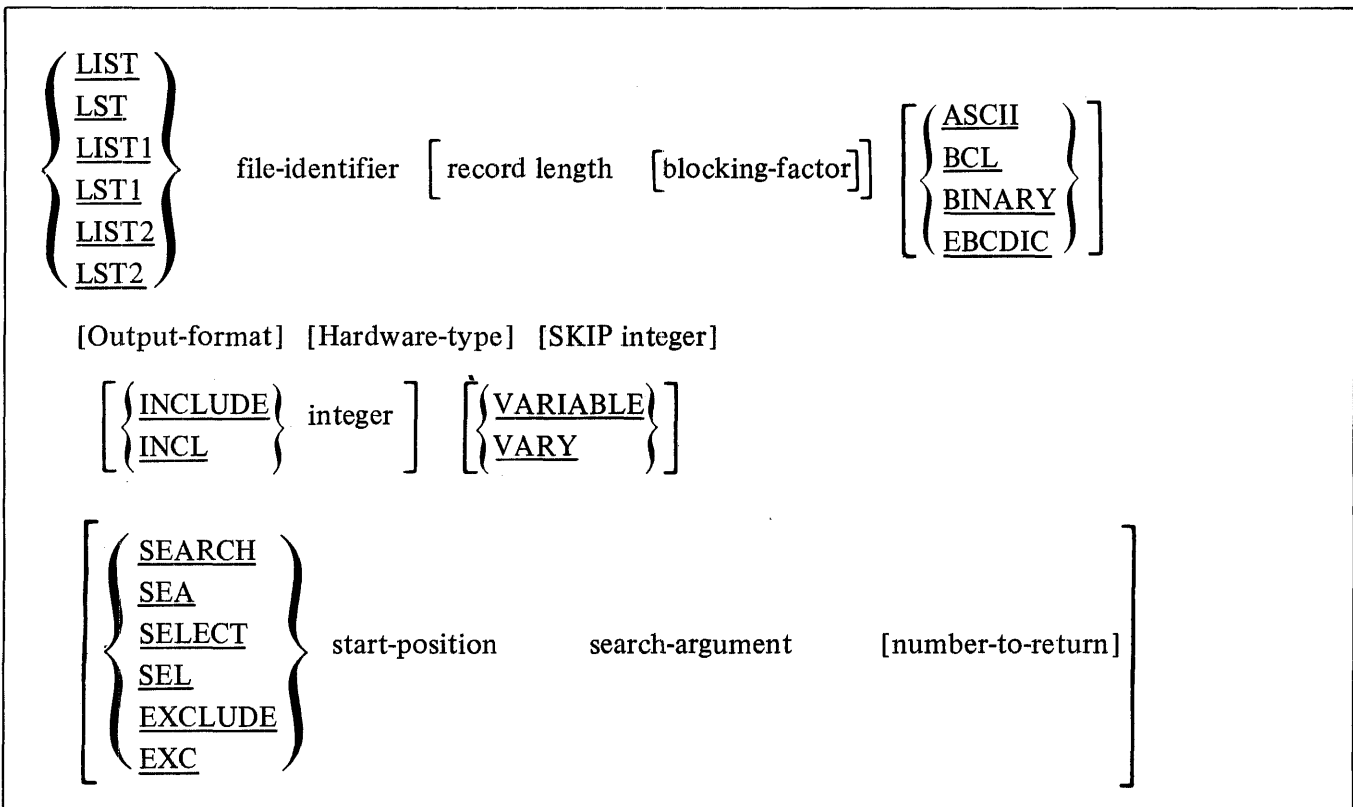 LIST
LST
LIST1
LST1
LIST2
LST2
file-identifier [record length [blocking-factor]]
ASCII
BCL
BINARY
EBCDIC
[Output-format] [Hardware-type] [SKIP integer]
INCLUDE
INCL
integer
VARIABLE
VARY
SEARCH
SEA
SELECT
SEL
EXCLUDE
EXC
start-position search-argument [number-to-return]